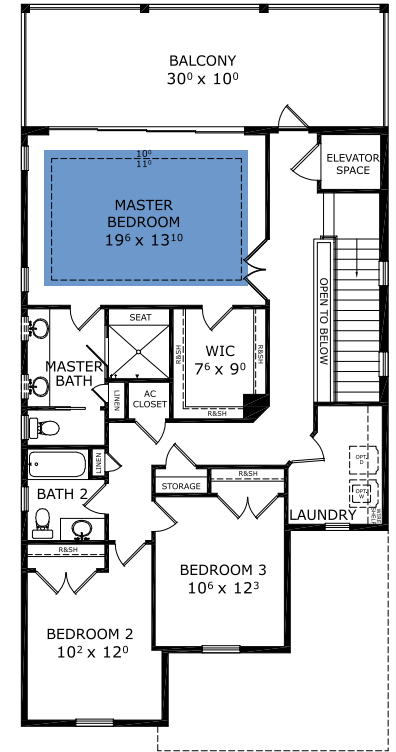 BALCONY
30⁰ x 10⁰
ELEVATOR
SPACE
10⁰
11⁰
MASTER
BEDROOM
19⁶ x 13¹⁰
OPEN TO BELOW
SEAT
R&SH
WIC
7⁶ x 9⁰
R&SH
R&SH
MASTER
BATH
LINEN
AC
CLOSET
LINEN
BATH 2
STORAGE
R&SH
OPT.
D
OPT.
W
LAUNDRY
R&SH
BEDROOM 3
10⁶ x 12³
BEDROOM 2
10² x 12⁰